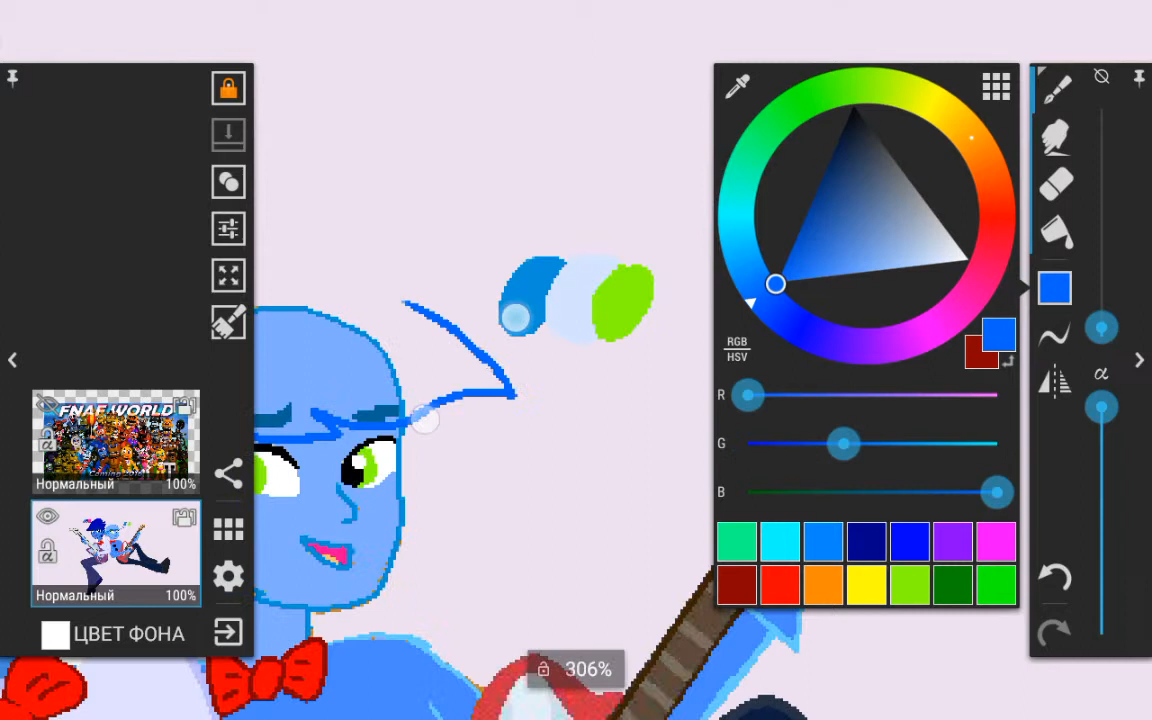 FNAF WORLD
Нормальный 100%
Нормальный 100%
ЦВЕТ ФОНА
306%
RGB
HSV
R
G
B
α